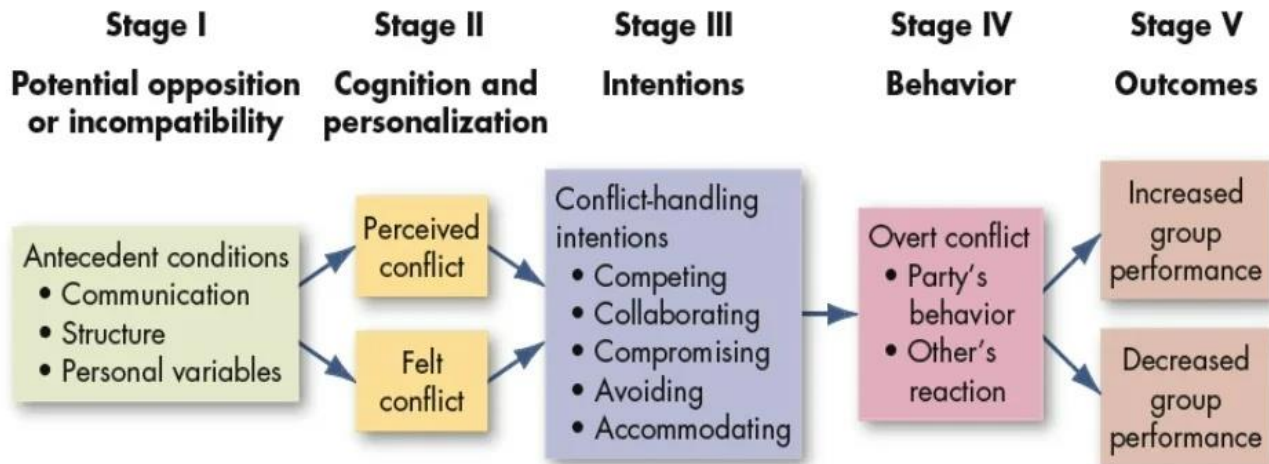 Stage I
Potential opposition
or incompatibility
Stage II
Cognition and
personalization
Stage III
Intentions
Stage IV
Behavior
Stage V
Outcomes
Antecedent conditions
• Communication
• Structure
• Personal variables
Perceived
conflict
Felt
conflict
Conflict-handling
intentions
• Competing
• Collaborating
• Compromising
• Avoiding
• Accommodating
Overt conflict
• Party's
behavior
• Other's
reaction
Increased
group
performance
Decreased
group
performance